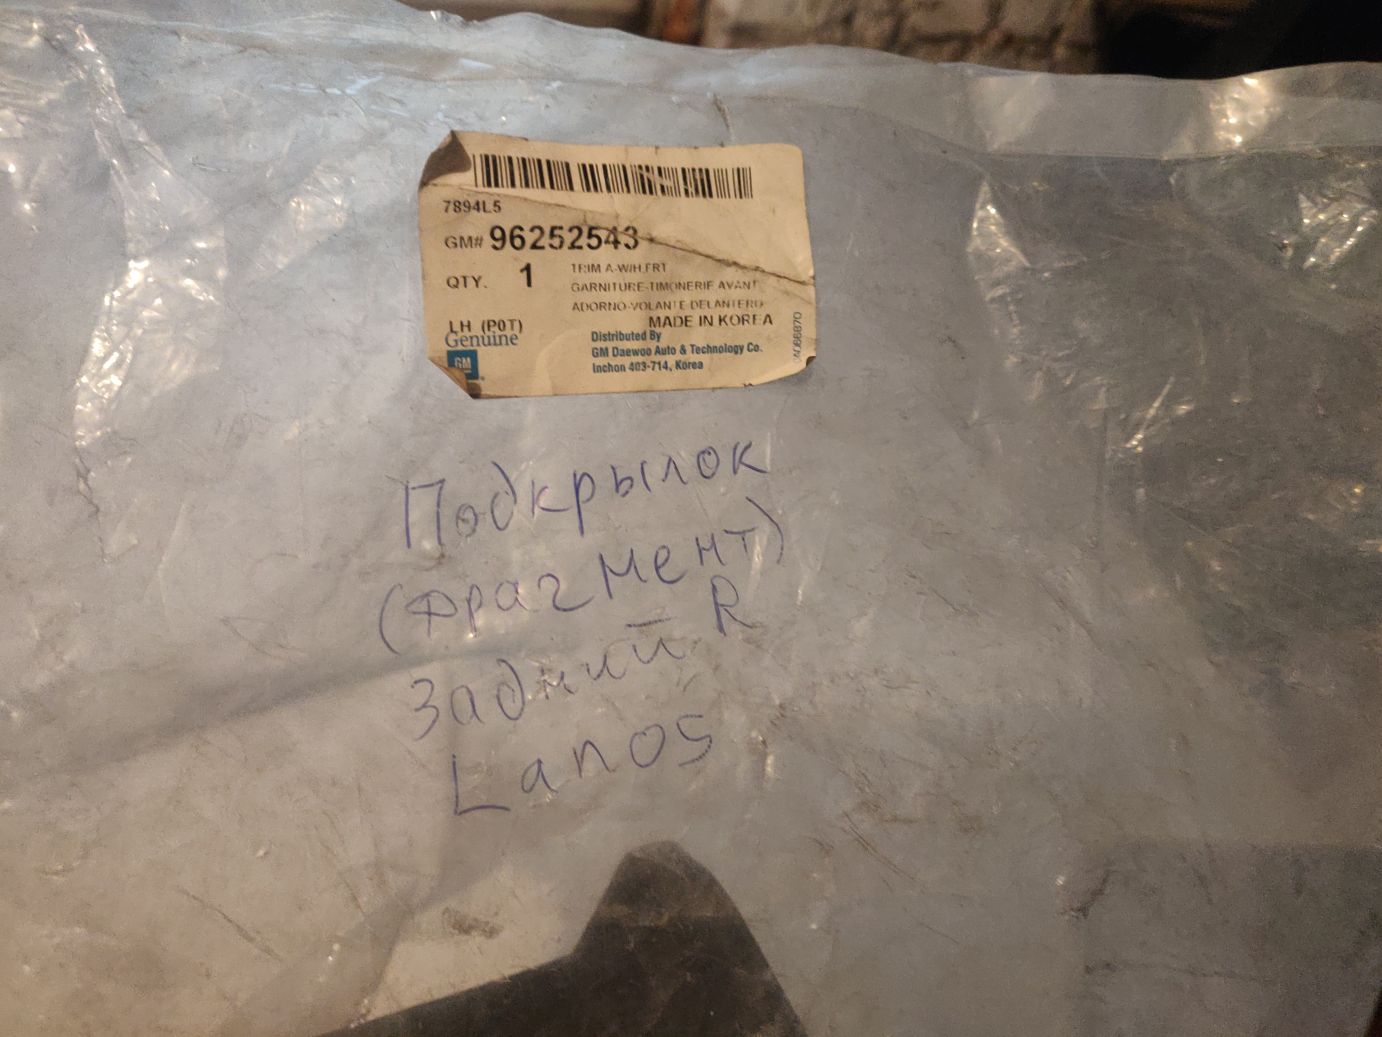 7894L5
GM# 96252543
QTY. 1
TRIM A-W/H,FRT
GARNITURE-TIMONERIE AVANT
ADORNO-VOLANTE DELANTERO
LH (P0T)
MADE IN KOREA
Genuine
GM
Distributed By
GM Daewoo Auto & Technology Co.
Inchon 403-714, Korea
Подкрылок
(фрагмент)
Задний R
Lanos